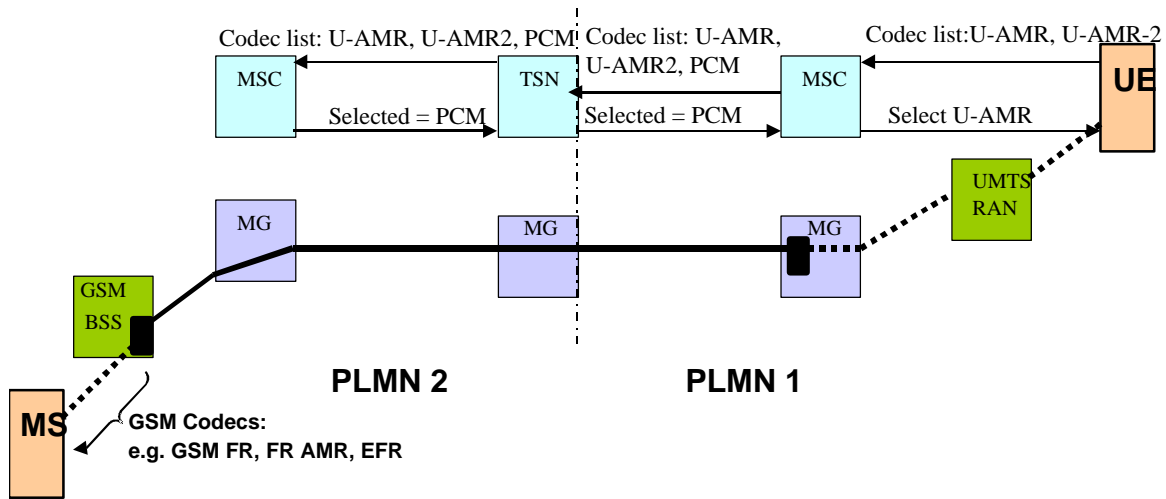 Codec list: U-AMR, U-AMR2, PCM
Codec list: U-AMR,
U-AMR2, PCM
Codec list:U-AMR, U-AMR-2
MSC
TSN
MSC
UE
Selected = PCM
Selected = PCM
Select U-AMR
UMTS
RAN
MG
MG
MG
GSM
BSS
PLMN 2
PLMN 1
MS
GSM Codecs:
e.g. GSM FR, FR AMR, EFR